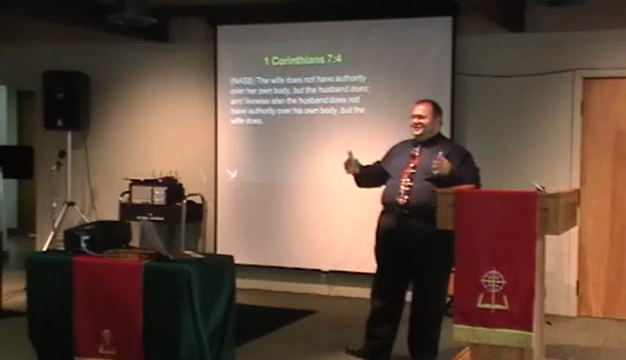 1 Corinthians 7:4
(NASB) The wife does not have authority
over her own body, but the husband does;
and likewise also the husband does not
have authority over his own body, but the
wife does.